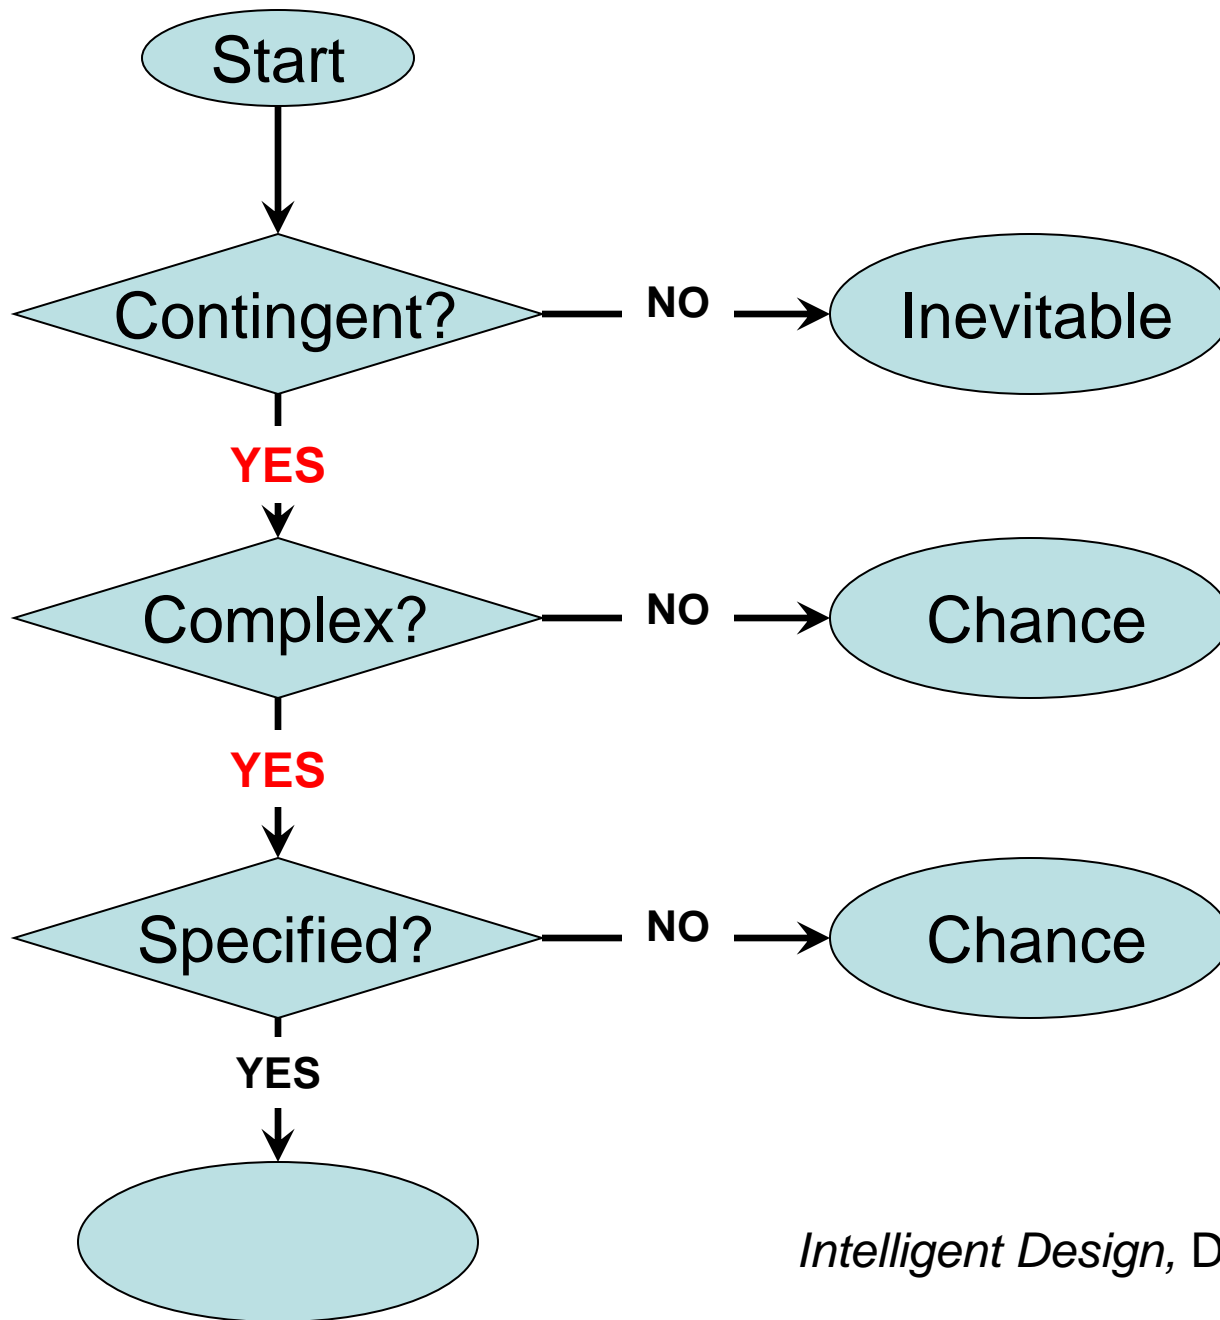 Start
Contingent?
NO
Inevitable
YES
Complex?
NO
Chance
YES
Specified?
NO
Chance
YES
Intelligent Design, D